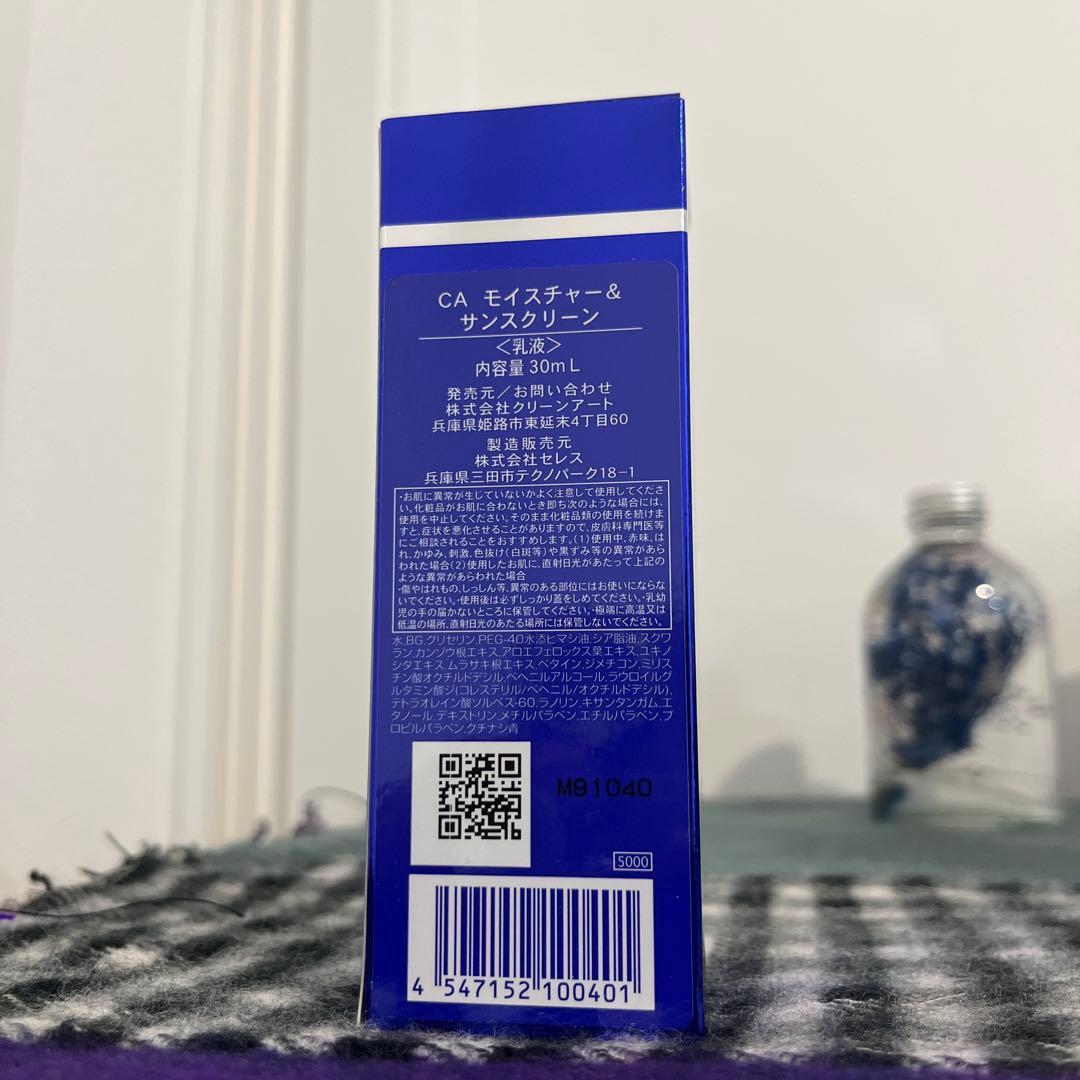 CA モイスチャー&
サンスクリーン
<乳液>
内容量 30mL
発売元/お問い合わせ
株式会社クリーンアート
兵庫県姫路市東延末4丁目60
製造販売元
株式会社セレス
兵庫県三田市テクノパーク18-1
・お肌に異常が生じていないかよく注意して使用してくださ
い。化粧品がお肌に合わないとき即ち次のような場合には、
使用を中止してください。そのまま化粧品類の使用を続けま
すと、症状を悪化させることがありますので、皮膚科専門医等
にご相談されることをおすすめします。(1)使用中、赤味、は
れ、かゆみ、刺激、色抜け(白斑等)や黒ずみ等の異常があら
われた場合(2)使用したお肌に、直射日光があたって上記の
ような異常があらわれた場合
・傷やはれもの、しっしん等、異常のある部位にはお使いにならな
いでください。・使用後は必ずしっかり蓋をしめてください。・乳幼
児の手の届かないところに保管してください。・極端に高温又は
低温の場所、直射日光のあたる場所には保管しないでください。
水,BG,グリセリン,PEG-40水添ヒマシ油,シア脂油,スクワ
ラン,カンゾウ根エキス,アロエフェロックス葉エキス,ユキノ
シタエキス,ムラサキ根エキス,ベタイン,ジメチコン,ミリス
チン酸オクチルドデシル,ベヘニルアルコール,ラウロイルグ
ルタミン酸ジ(コレステリル/ベヘニル/オクチルドデシル),
テトラオレイン酸ソルベス-60,ラノリン,キサンタンガム,エ
タノール,デキストリン,メチルパラベン,エチルパラベン,プ
ロピルパラベン,クチナシ青
M91040
5000
4 547152 100401